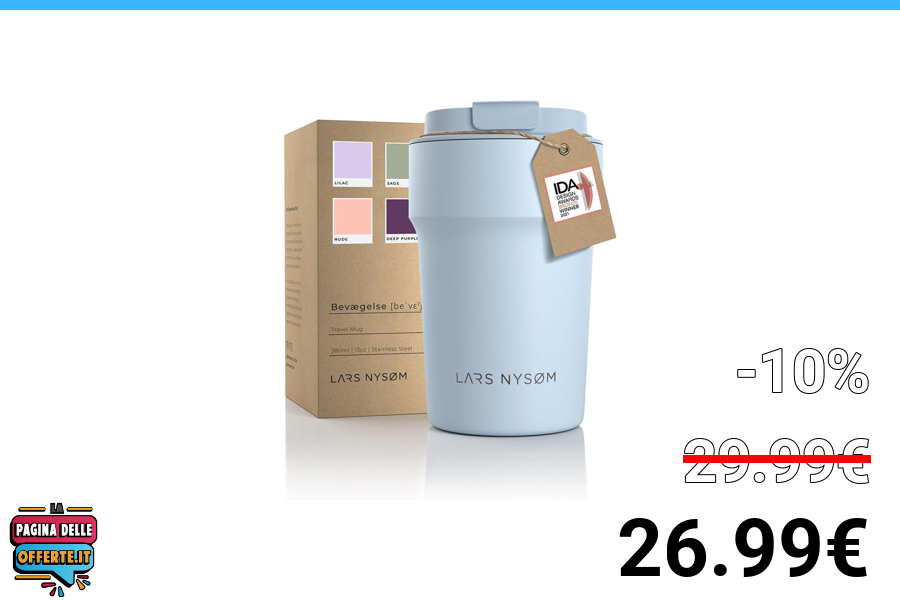 LILAC
SAGE
NUDE
DEEP PURPLE
Bevægelse
Travel Mug
380ml | 13oz | Stainless Steel
LARS NYSØM
LARS NYSØM
IDA
DESIGN
AWARDS
BRONZE
WINNER
2021
-10%
29.99€
26.99€
LA
PAGINA DELLE
OFFERTE.IT